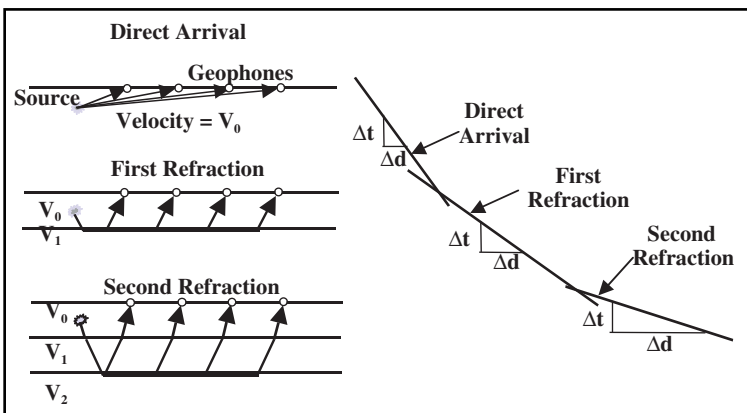 Direct Arrival
Geophones
Source
Velocity = V₀
First Refraction
V₀
V₁
Second Refraction
V₀
V₁
V₂
Direct
Arrival
Δt
Δd
First
Refraction
Δt
Δd
Second
Refraction
Δt
Δd